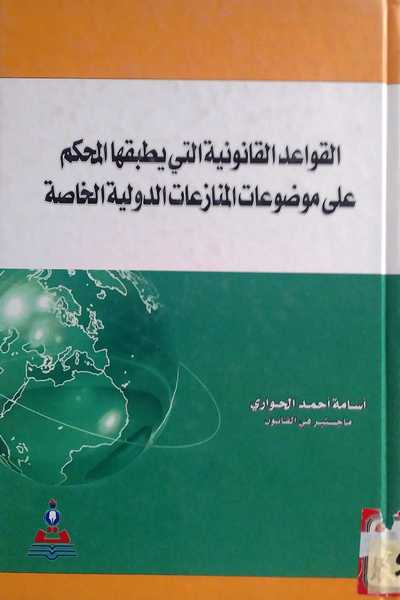 القواعد القانونية التي يطبقها المحكم
على موضوعات المنازعات الدولية الخاصة
أسامة أحمد الحواري
ماجستير في القانون